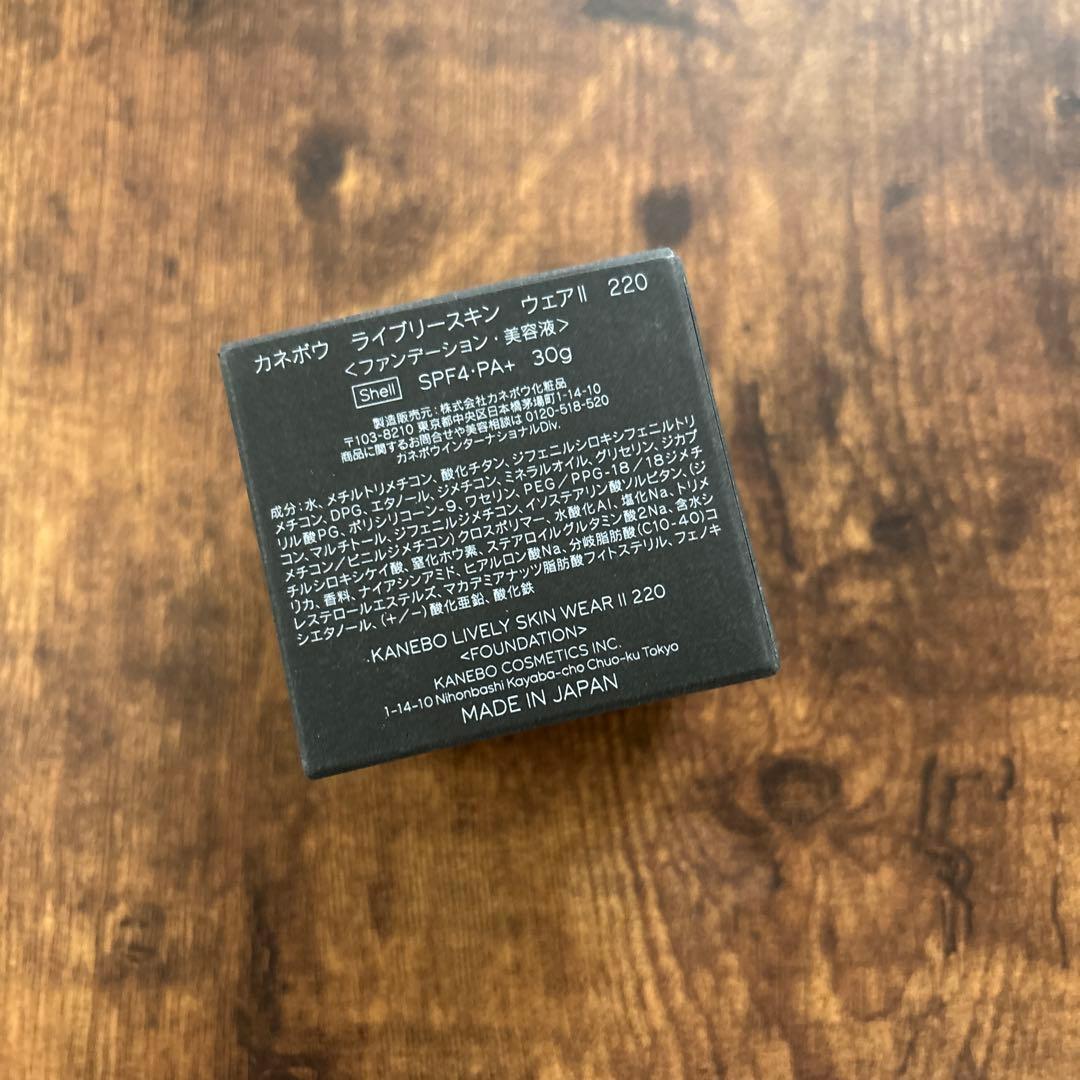 カネボウ ライブリースキン ウェアII 220
<ファンデーション・美容液>
Shell SPF4・PA+ 30g
製造販売元:株式会社カネボウ化粧品
〒103-8210 東京都中央区日本橋茅場町1-14-10
商品に関するお問合せや美容相談は 0120-518-520
カネボウインターナショナルDiv.
成分:水、メチルトリメチコン、酸化チタン、ジフェニルシロキシフェニルトリ
メチコン、DPG、エタノール、ジメチコン、ミネラルオイル、グリセリン、ジカプ
リル酸PG、ポリシリコーン-9、ワセリン、PEG/PPG-18/18ジメチ
コン、マルチトール、ジフェニルジメチコン、イソステアリン酸ソルビタン、(ジ
メチコン/ビニルジメチコン)クロスポリマー、水酸化Al、塩化Na、トリメ
チルシロキシケイ酸、窒化ホウ素、ステアロイルグルタミン酸2Na、含水シ
リカ、香料、ナイアシンアミド、ヒアルロン酸Na、分岐脂肪酸(C10-40)コ
レステロールエステルズ、マカデミアナッツ脂肪酸フィトステリル、フェノキ
シエタノール、(+/-)酸化亜鉛、酸化鉄
KANEBO LIVELY SKIN WEAR II 220
<FOUNDATION>
KANEBO COSMETICS INC.
1-14-10 Nihonbashi Kayaba-cho Chuo-ku Tokyo
MADE IN JAPAN